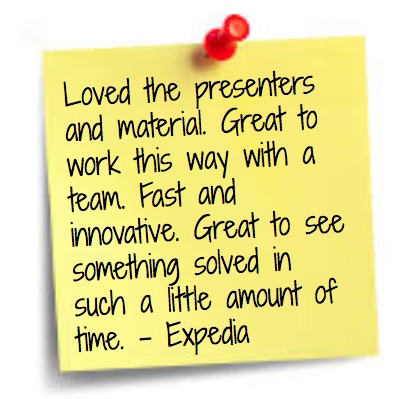 Loved the presenters
and material. Great to
work this way with a
team. Fast and
innovative. Great to see
something solved in
such a little amount of
time. - Expedia